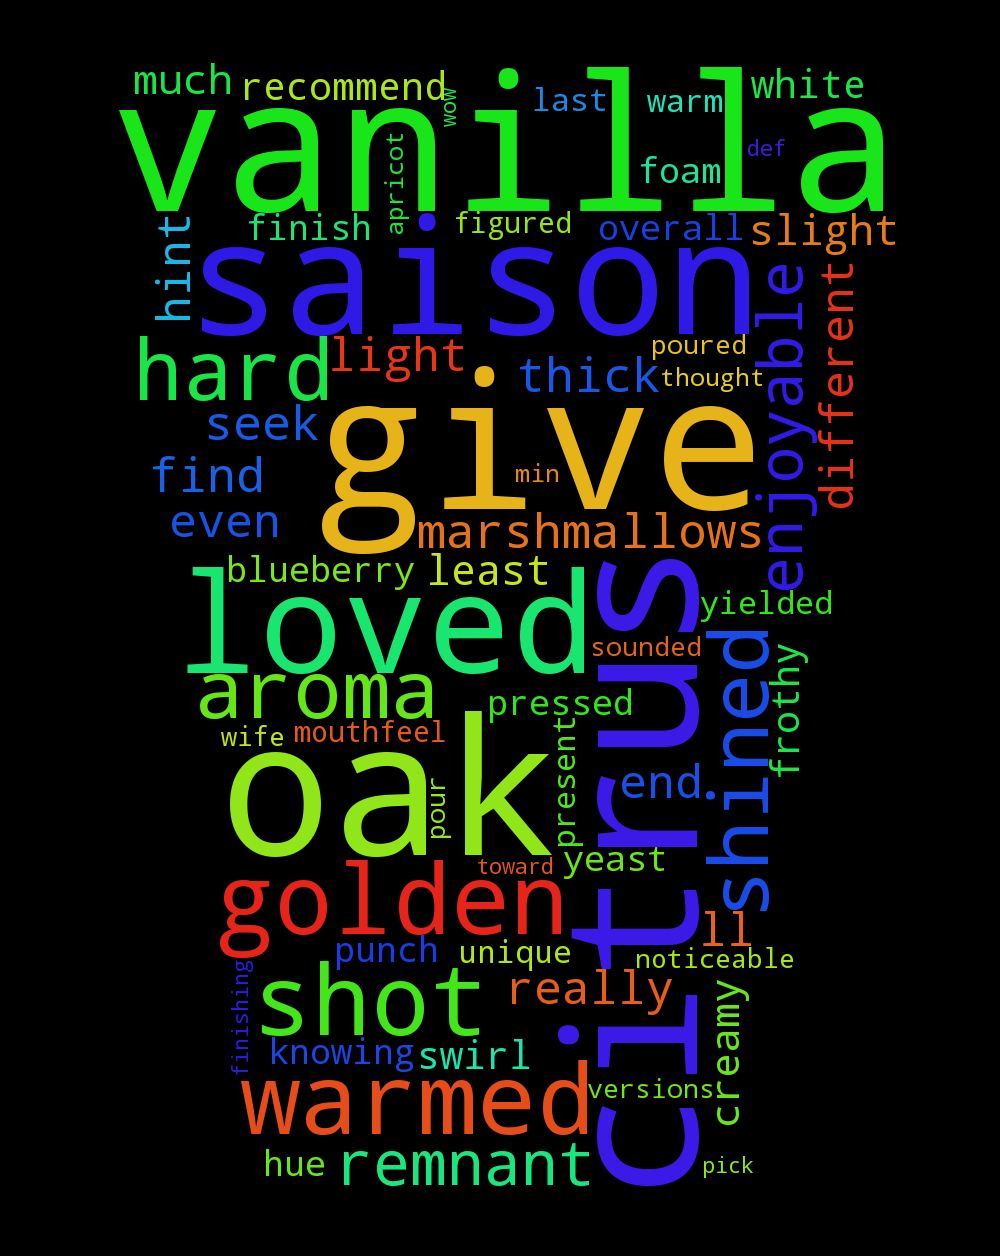 much
recommend
wow
last
warm
white
vanilla
apricot
foam
def
hint
finish
figured
overall
slight
saison
enjoyable
different
hard
light
thick
poured
thought
seek
give
find
min
even
marshmallows
blueberry
least
loved
citrus
yielded
sounded
shined
frothy
aroma
pressed
wife
mouthfeel
oak
pour
present
end
toward
yeast
golden
ll
punch
unique
noticeable
finishing
shot
really
creamy
knowing
swirl
warmed
versions
hue
remnant
pick